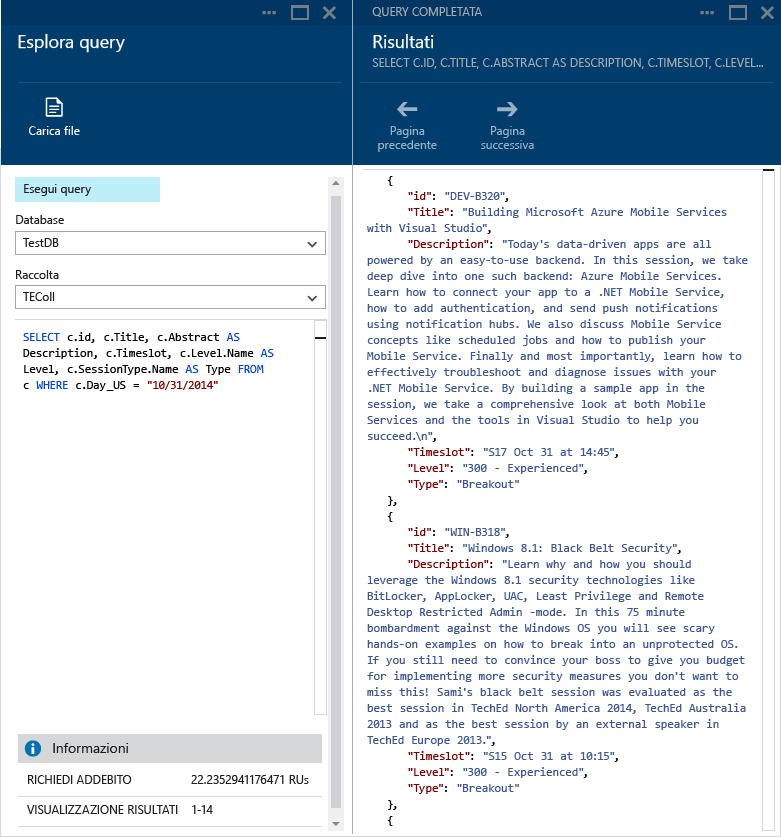 Esplora query
Carica file
Esegui query
Database
TestDB
Raccolta
TEColl
SELECT c.id, c.Title, c.Abstract AS
Description, c.Timeslot, c.Level.Name AS
Level, c.SessionType.Name AS Type FROM
c WHERE c.Day_US = "10/31/2014"
Informazioni
RICHIEDI ADDEBITO 22.2352941176471 RUs
VISUALIZZAZIONE RISULTATI 1-14
QUERY COMPLETATA
Risultati
SELECT C.ID, C.TITLE, C.ABSTRACT AS DESCRIPTION, C.TIMESLOT, C.LEVEL...
Pagina
precedente
Pagina
successiva
{
"id": "DEV-B320",
"Title": "Building Microsoft Azure Mobile Services
with Visual Studio",
"Description": "Today's data-driven apps are all
powered by an easy-to-use backend. In this session, we take
deep dive into one such backend: Azure Mobile Services.
Learn how to connect your app to a .NET Mobile Service,
how to add authentication, and send push notifications
using notification hubs. We also discuss Mobile Service
concepts like scheduled jobs and how to publish your
Mobile Service. Finally and most importantly, learn how to
effectively troubleshoot and diagnose issues with your
.NET Mobile Service. By building a sample app in the
session, we take a comprehensive look at both Mobile
Services and the tools in Visual Studio to help you
succeed.\n",
"Timeslot": "S17 Oct 31 at 14:45",
"Level": "300 - Experienced",
"Type": "Breakout"
},
{
"id": "WIN-B318",
"Title": "Windows 8.1: Black Belt Security",
"Description": "Learn why and how you should
leverage the Windows 8.1 security technologies like
BitLocker, AppLocker, UAC, Least Privilege and Remote
Desktop Restricted Admin -mode. In this 75 minute
bombardment against the Windows OS you will see scary
hands-on examples on how to break into an unprotected OS.
If you still need to convince your boss to give you budget
for implementing more security measures you don't want to
miss this! Sami's black belt session was evaluated as the
best session in TechEd North America 2014, TechEd Australia
2013 and as the best session by an external speaker in
TechEd Europe 2013.",
"Timeslot": "S15 Oct 31 at 10:15",
"Level": "300 - Experienced",
"Type": "Breakout"
},
{